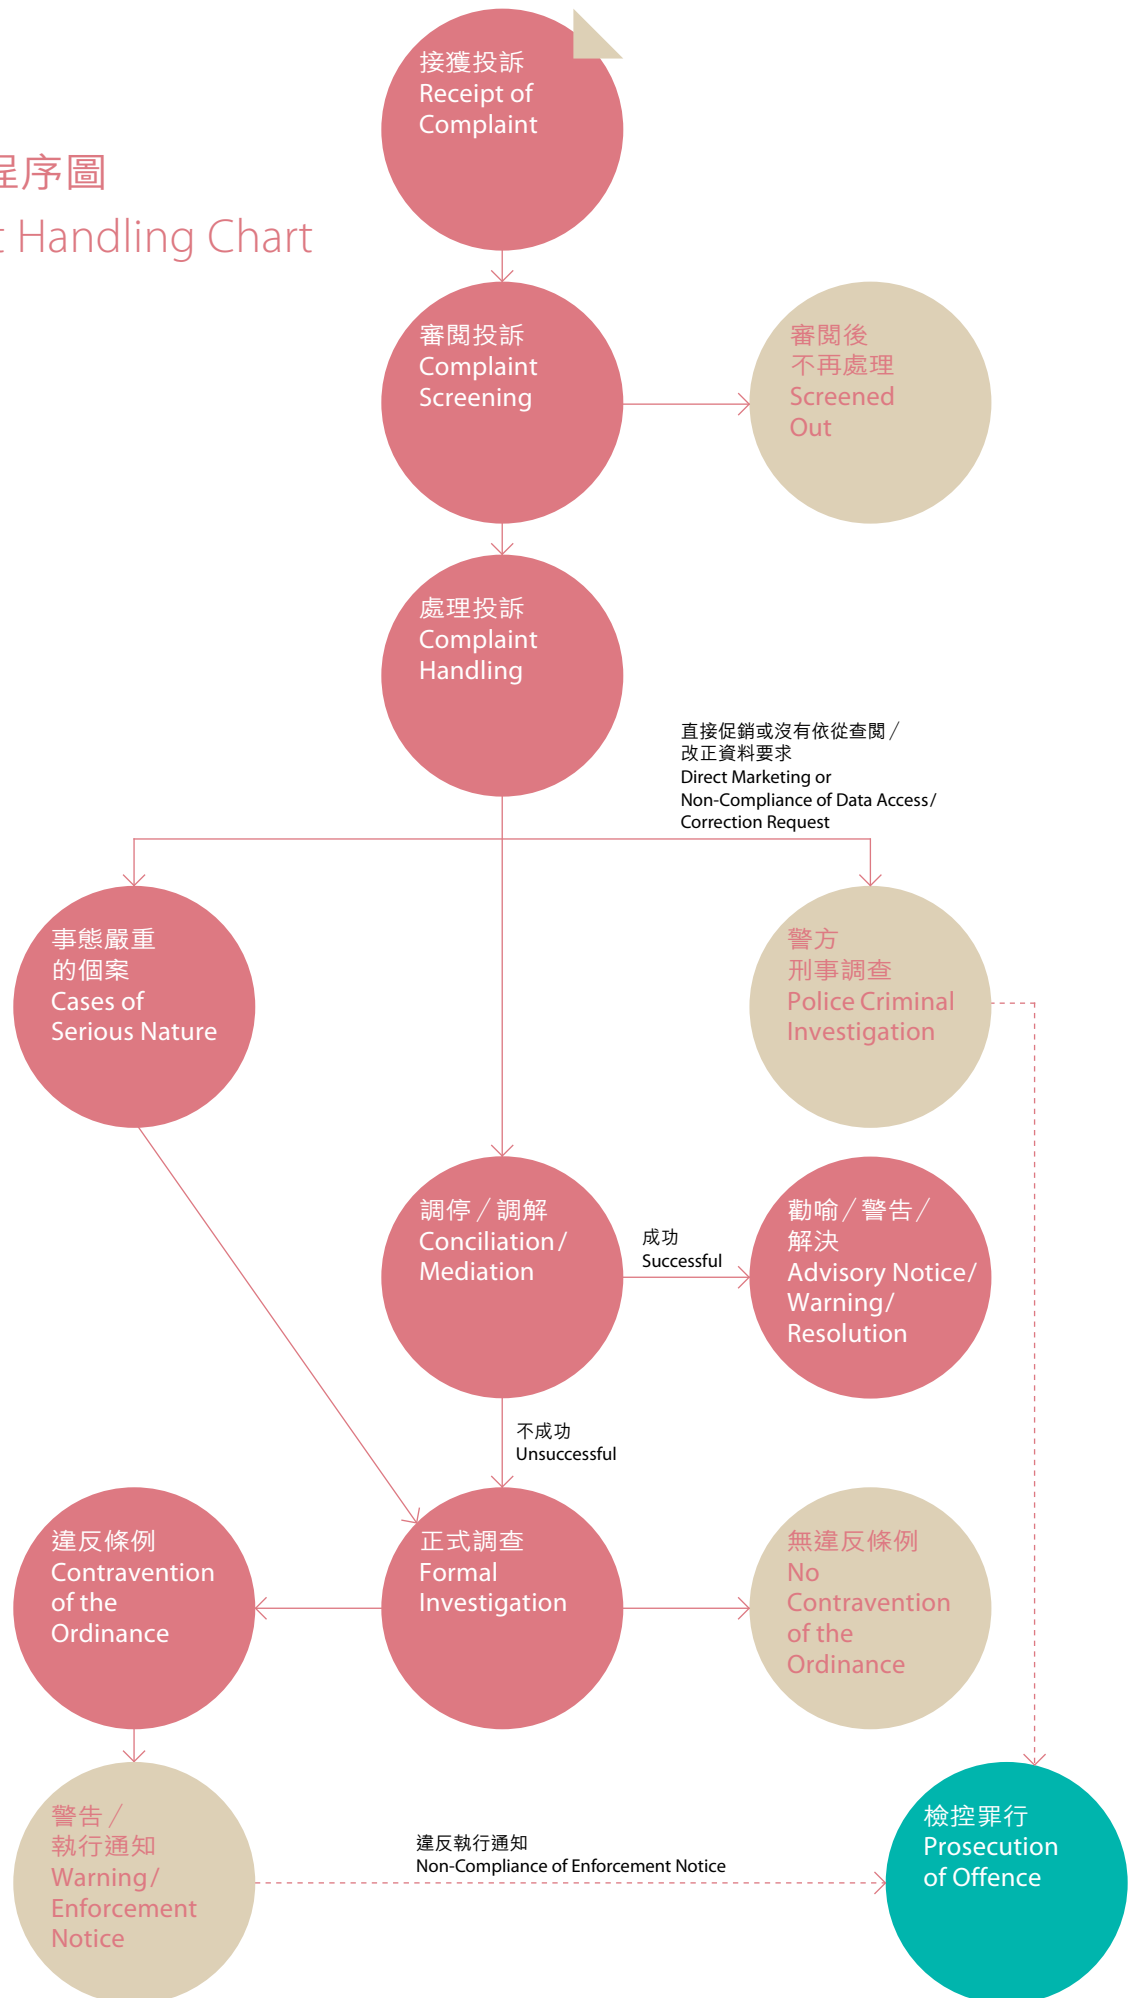 接獲投訴
Receipt of
Complaint
程序圖
t Handling Chart
審閱投訴
Complaint
Screening
審閱後
不再處理
Screened
Out
處理投訴
Complaint
Handling
直接促銷或沒有依從查閱/
改正資料要求
Direct Marketing or
Non-Compliance of Data Access/
Correction Request
事態嚴重
的個案
Cases of
Serious Nature
警方
刑事調查
Police Criminal
Investigation
調停/調解
Conciliation/
Mediation
成功
Successful
勸喻/警告/
解決
Advisory Notice/
Warning/
Resolution
不成功
Unsuccessful
違反條例
Contravention
of the
Ordinance
正式調查
Formal
Investigation
無違反條例
No
Contravention
of the
Ordinance
警告/
執行通知
Warning/
Enforcement
Notice
違反執行通知
Non-Compliance of Enforcement Notice
檢控罪行
Prosecution
of Offence